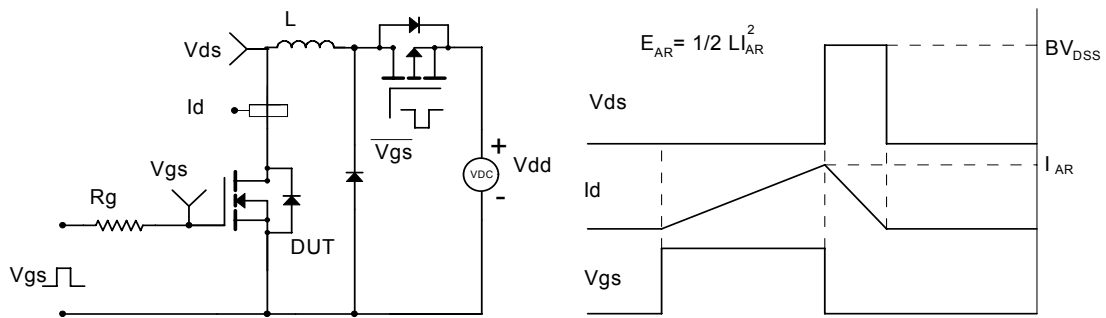 L
Vds
Id
Vgs
Vgs
Rg
DUT
Vgs
+
VDC
Vdd
-
E_AR = 1/2 LI_AR^2
BV_DSS
Vds
I_AR
Id
Vgs